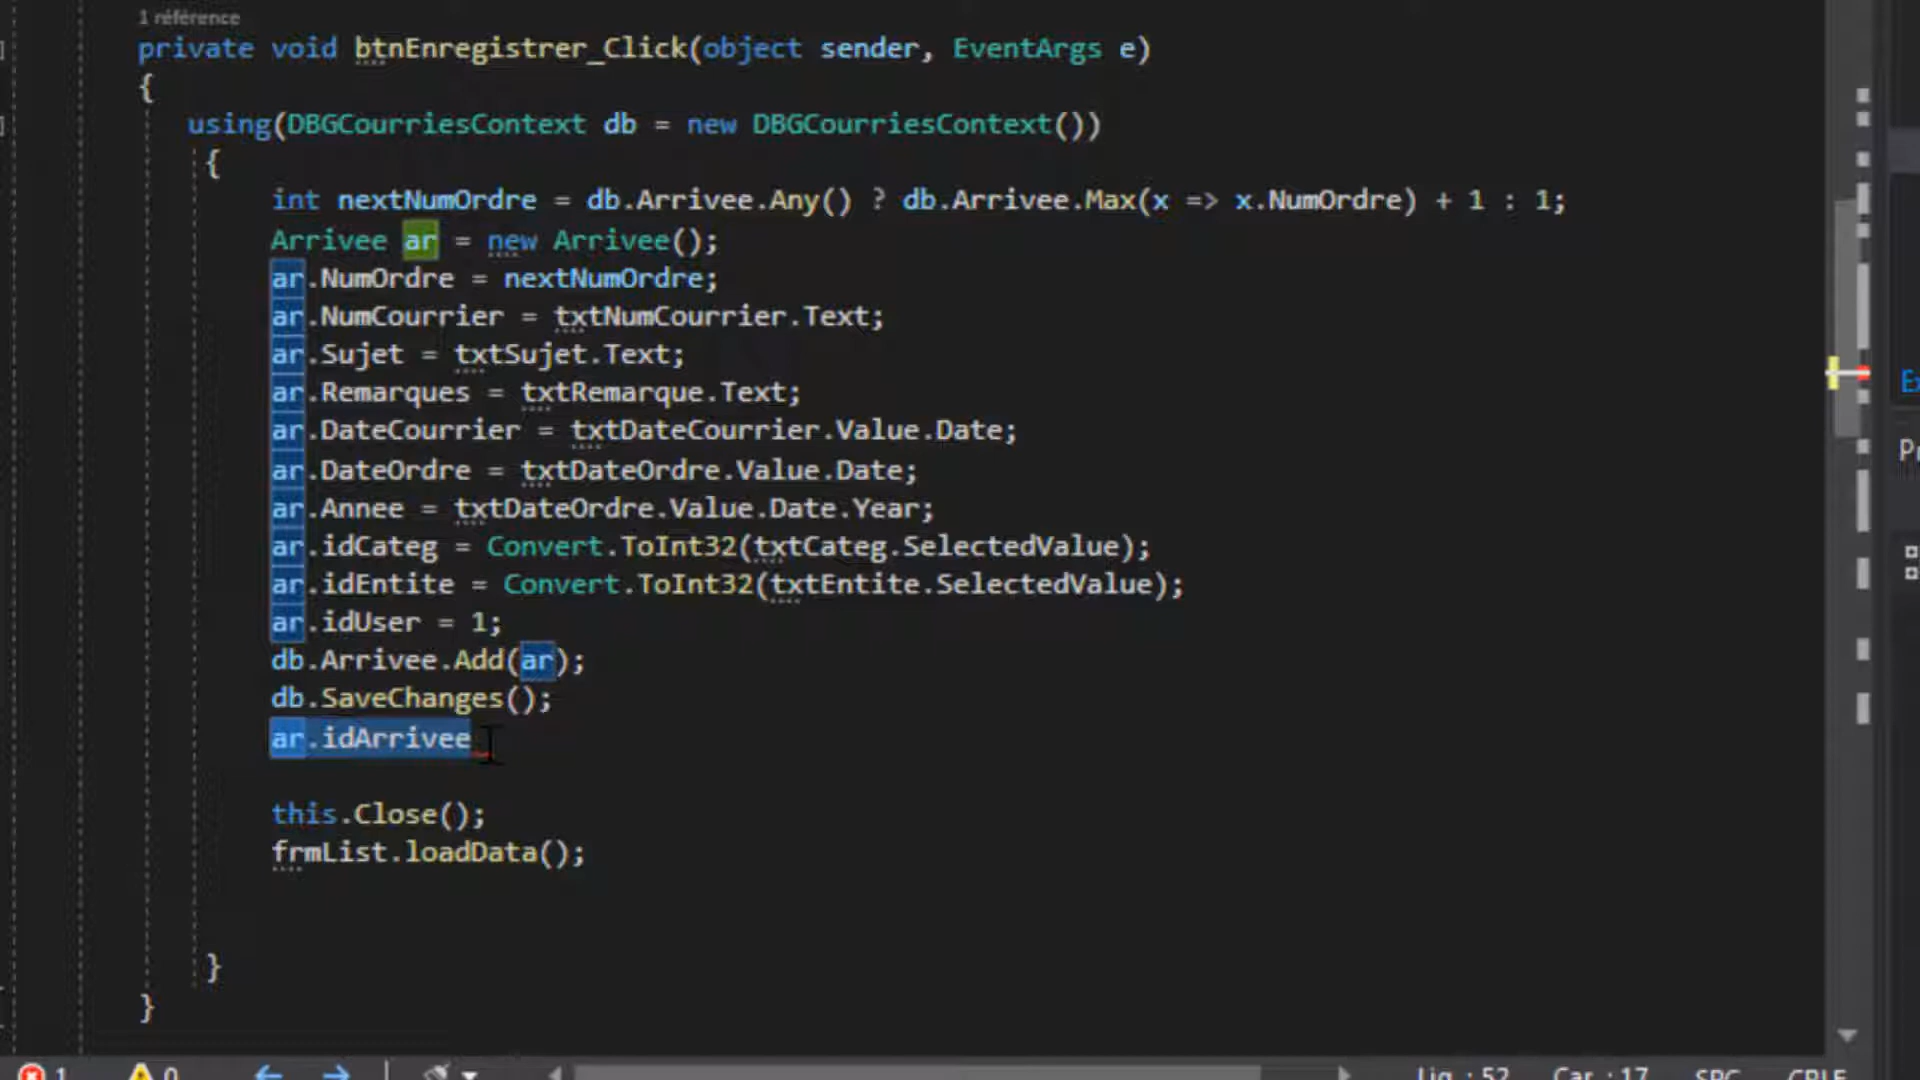 1 référence
private void btnEnregistrer_Click(object sender, EventArgs e)
{
using(DBGCourriesContext db = new DBGCourriesContext())
{
int nextNumOrdre = db.Arrivee.Any() ? db.Arrivee.Max(x => x.NumOrdre) + 1 : 1;
Arrivee ar = new Arrivee();
ar.NumOrdre = nextNumOrdre;
ar.NumCourrier = txtNumCourrier.Text;
ar.Sujet = txtSujet.Text;
ar.Remarques = txtRemarque.Text;
ar.DateCourrier = txtDateCourrier.Value.Date;
ar.DateOrdre = txtDateOrdre.Value.Date;
ar.Annee = txtDateOrdre.Value.Date.Year;
ar.idCateg = Convert.ToInt32(txtCateg.SelectedValue);
ar.idEntite = Convert.ToInt32(txtEntite.SelectedValue);
ar.idUser = 1;
db.Arrivee.Add(ar);
db.SaveChanges();
ar.idArrivee
this.Close();
frmList.loadData();
}
}
1 0 Lig : 52 Car : 17 SPC CRLF